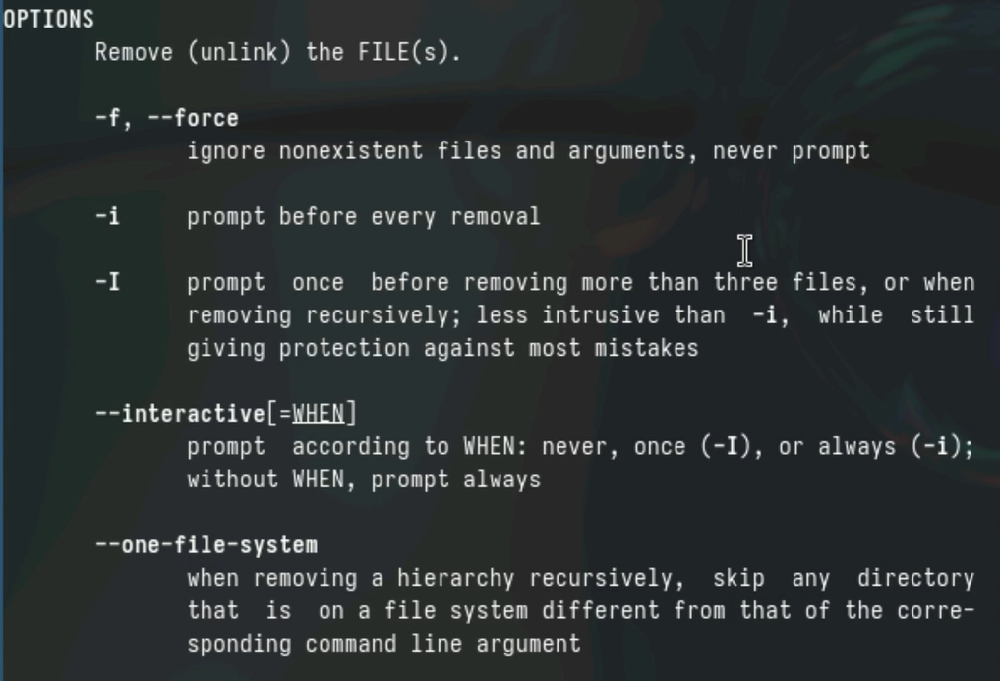 OPTIONS
Remove (unlink) the FILE(s).
-f, --force
ignore nonexistent files and arguments, never prompt
-i prompt before every removal
-I prompt once before removing more than three files, or when
removing recursively; less intrusive than -i, while still
giving protection against most mistakes
--interactive[=WHEN]
prompt according to WHEN: never, once (-I), or always (-i);
without WHEN, prompt always
--one-file-system
when removing a hierarchy recursively, skip any directory
that is on a file system different from that of the corre-
sponding command line argument